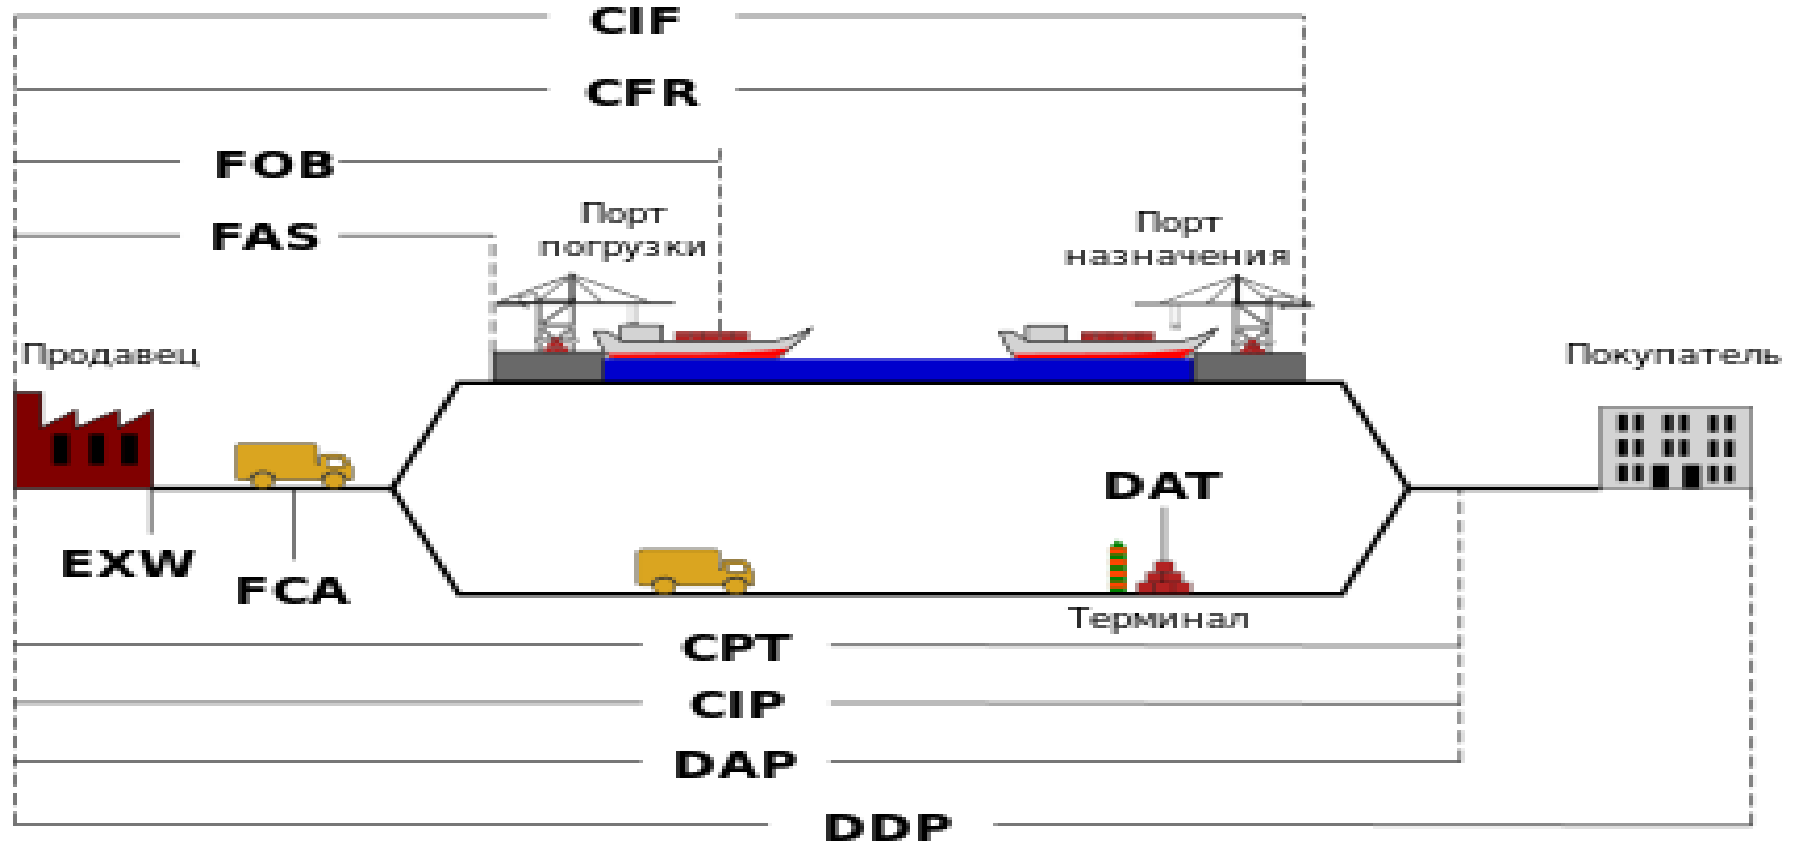 CIF
CFR
FOB
FAS
Порт
погрузки
Порт
назначения
Продавец
Покупатель
DAT
EXW
FCA
Терминал
CPT
CIP
DAP
DDP